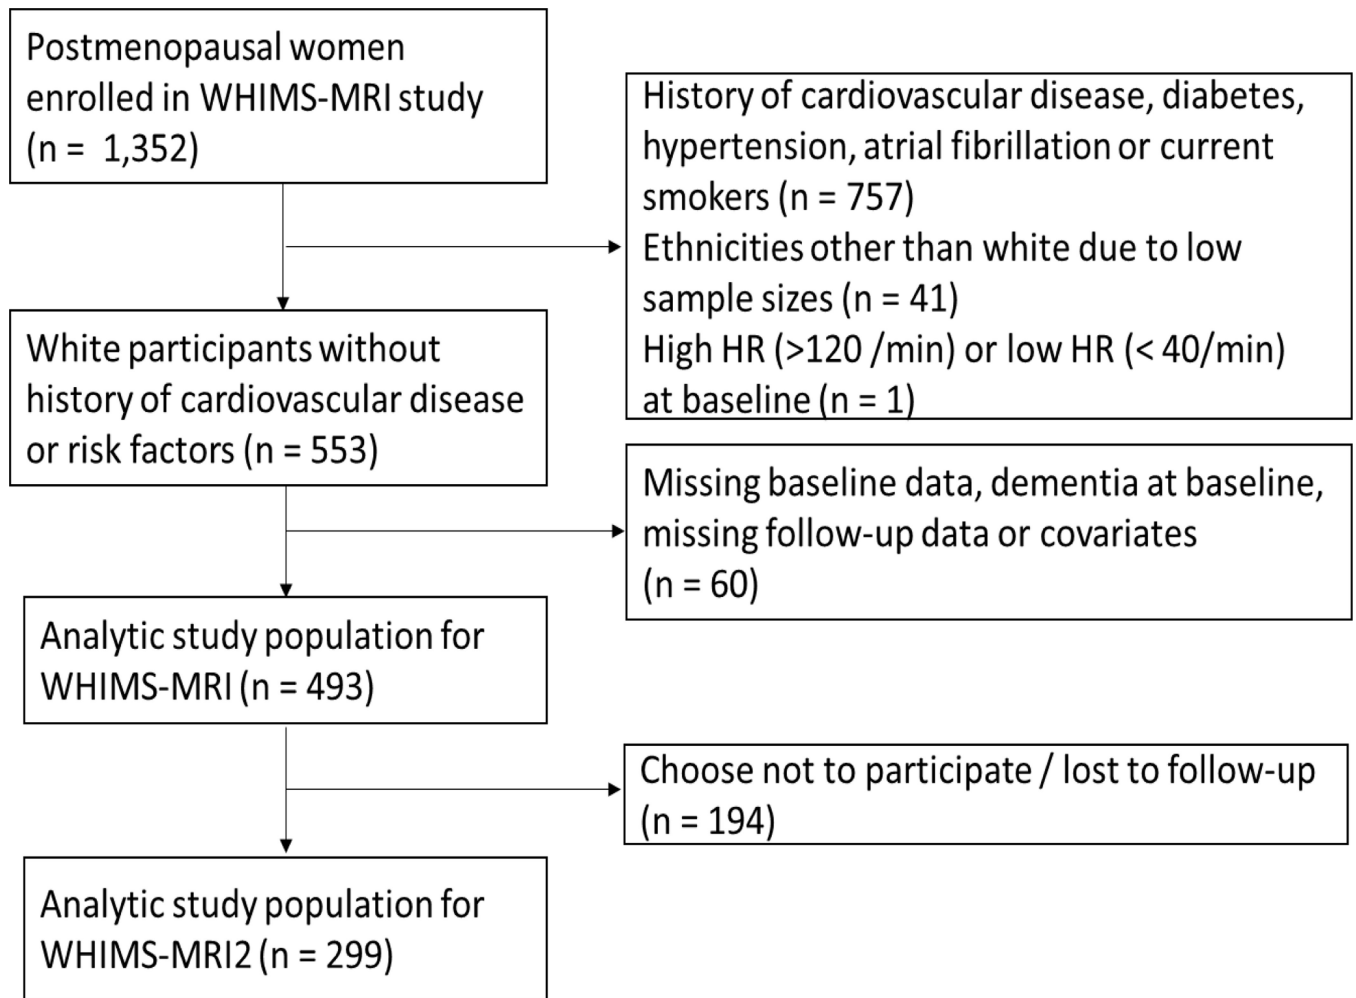 Postmenopausal women
enrolled in WHIMS-MRI study
(n =  1,352)
History of cardiovascular disease, diabetes,
hypertension, atrial fibrillation or current
smokers (n = 757)
Ethnicities other than white due to low
sample sizes (n = 41)
High HR (>120 /min) or low HR (< 40/min)
at baseline (n = 1)
White participants without
history of cardiovascular disease
or risk factors (n = 553)
Missing baseline data, dementia at baseline,
missing follow-up data or covariates
(n = 60)
Analytic study population for
WHIMS-MRI (n = 493)
Choose not to participate / lost to follow-up
(n = 194)
Analytic study population for
WHIMS-MRI2 (n = 299)